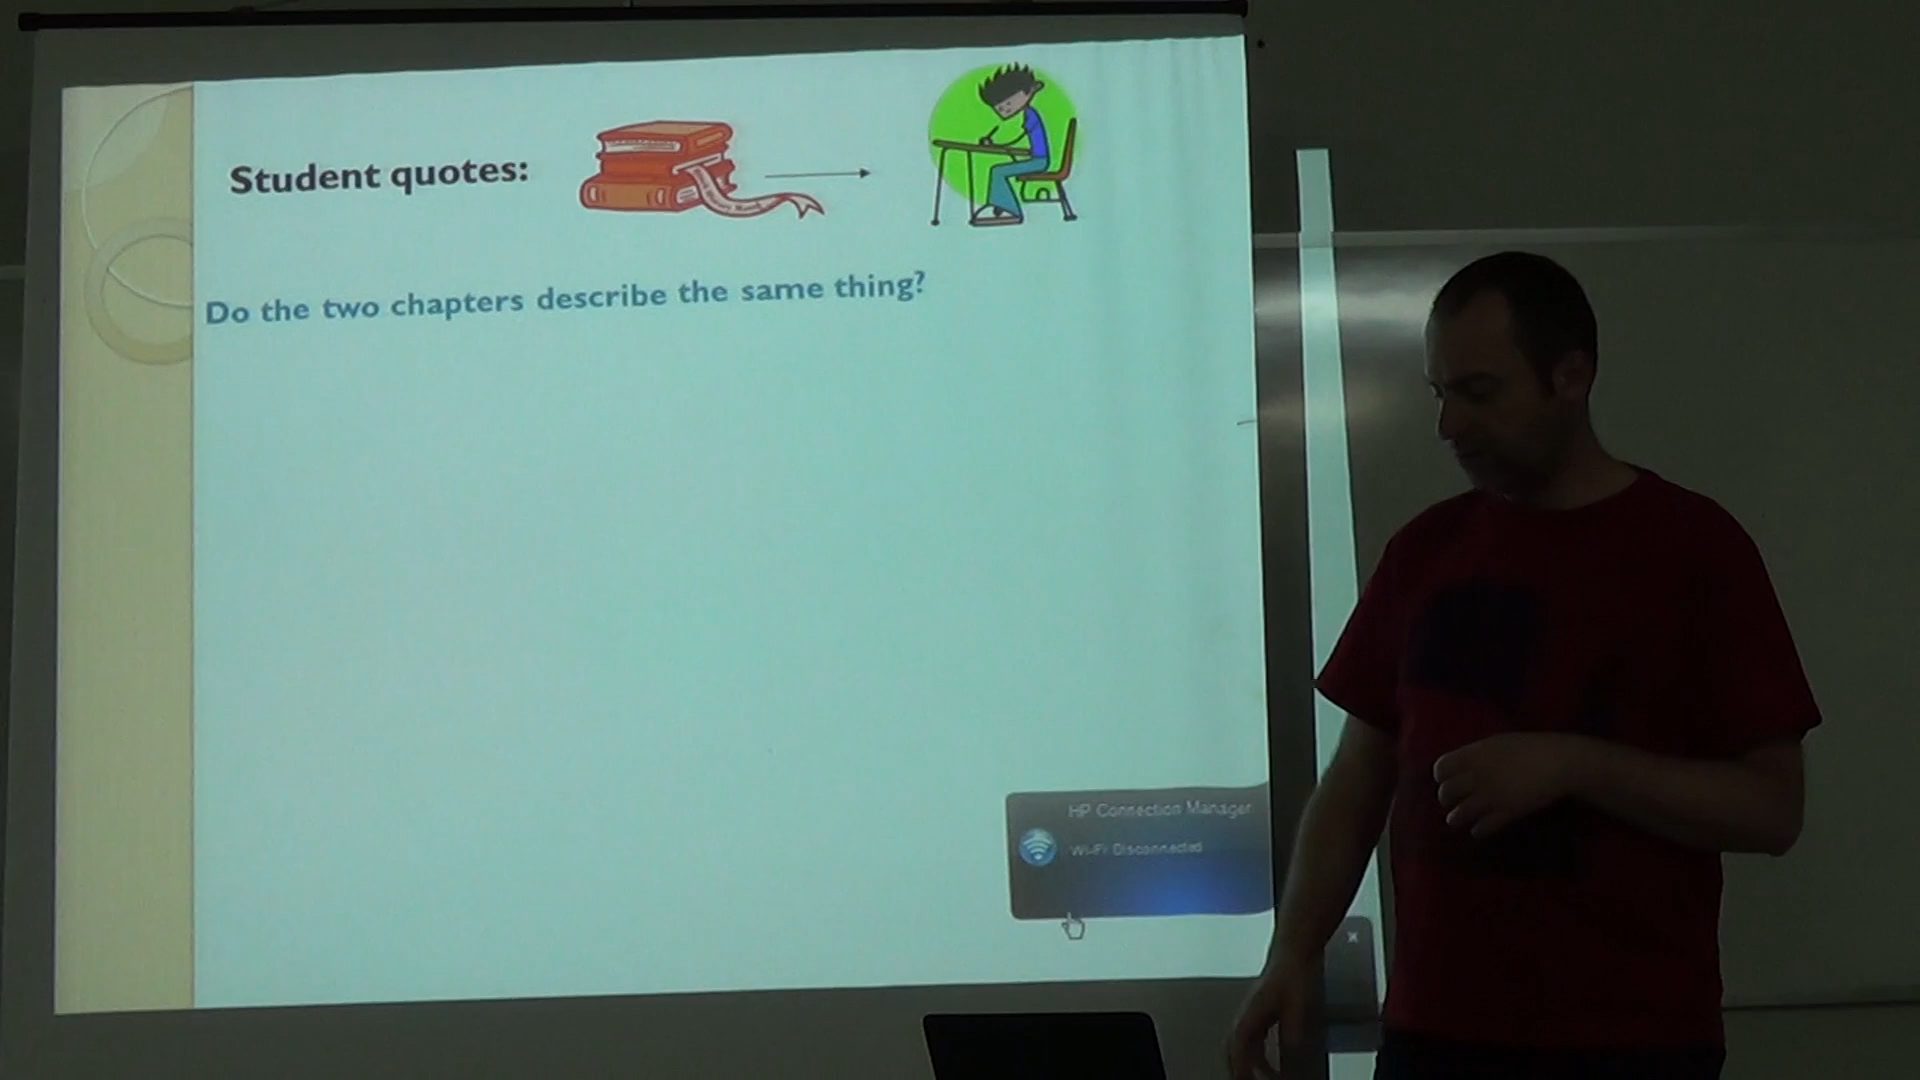 Student quotes:
Do the two chapters describe the same thing?
HP Connection Manager
Wi-Fi Disconnected